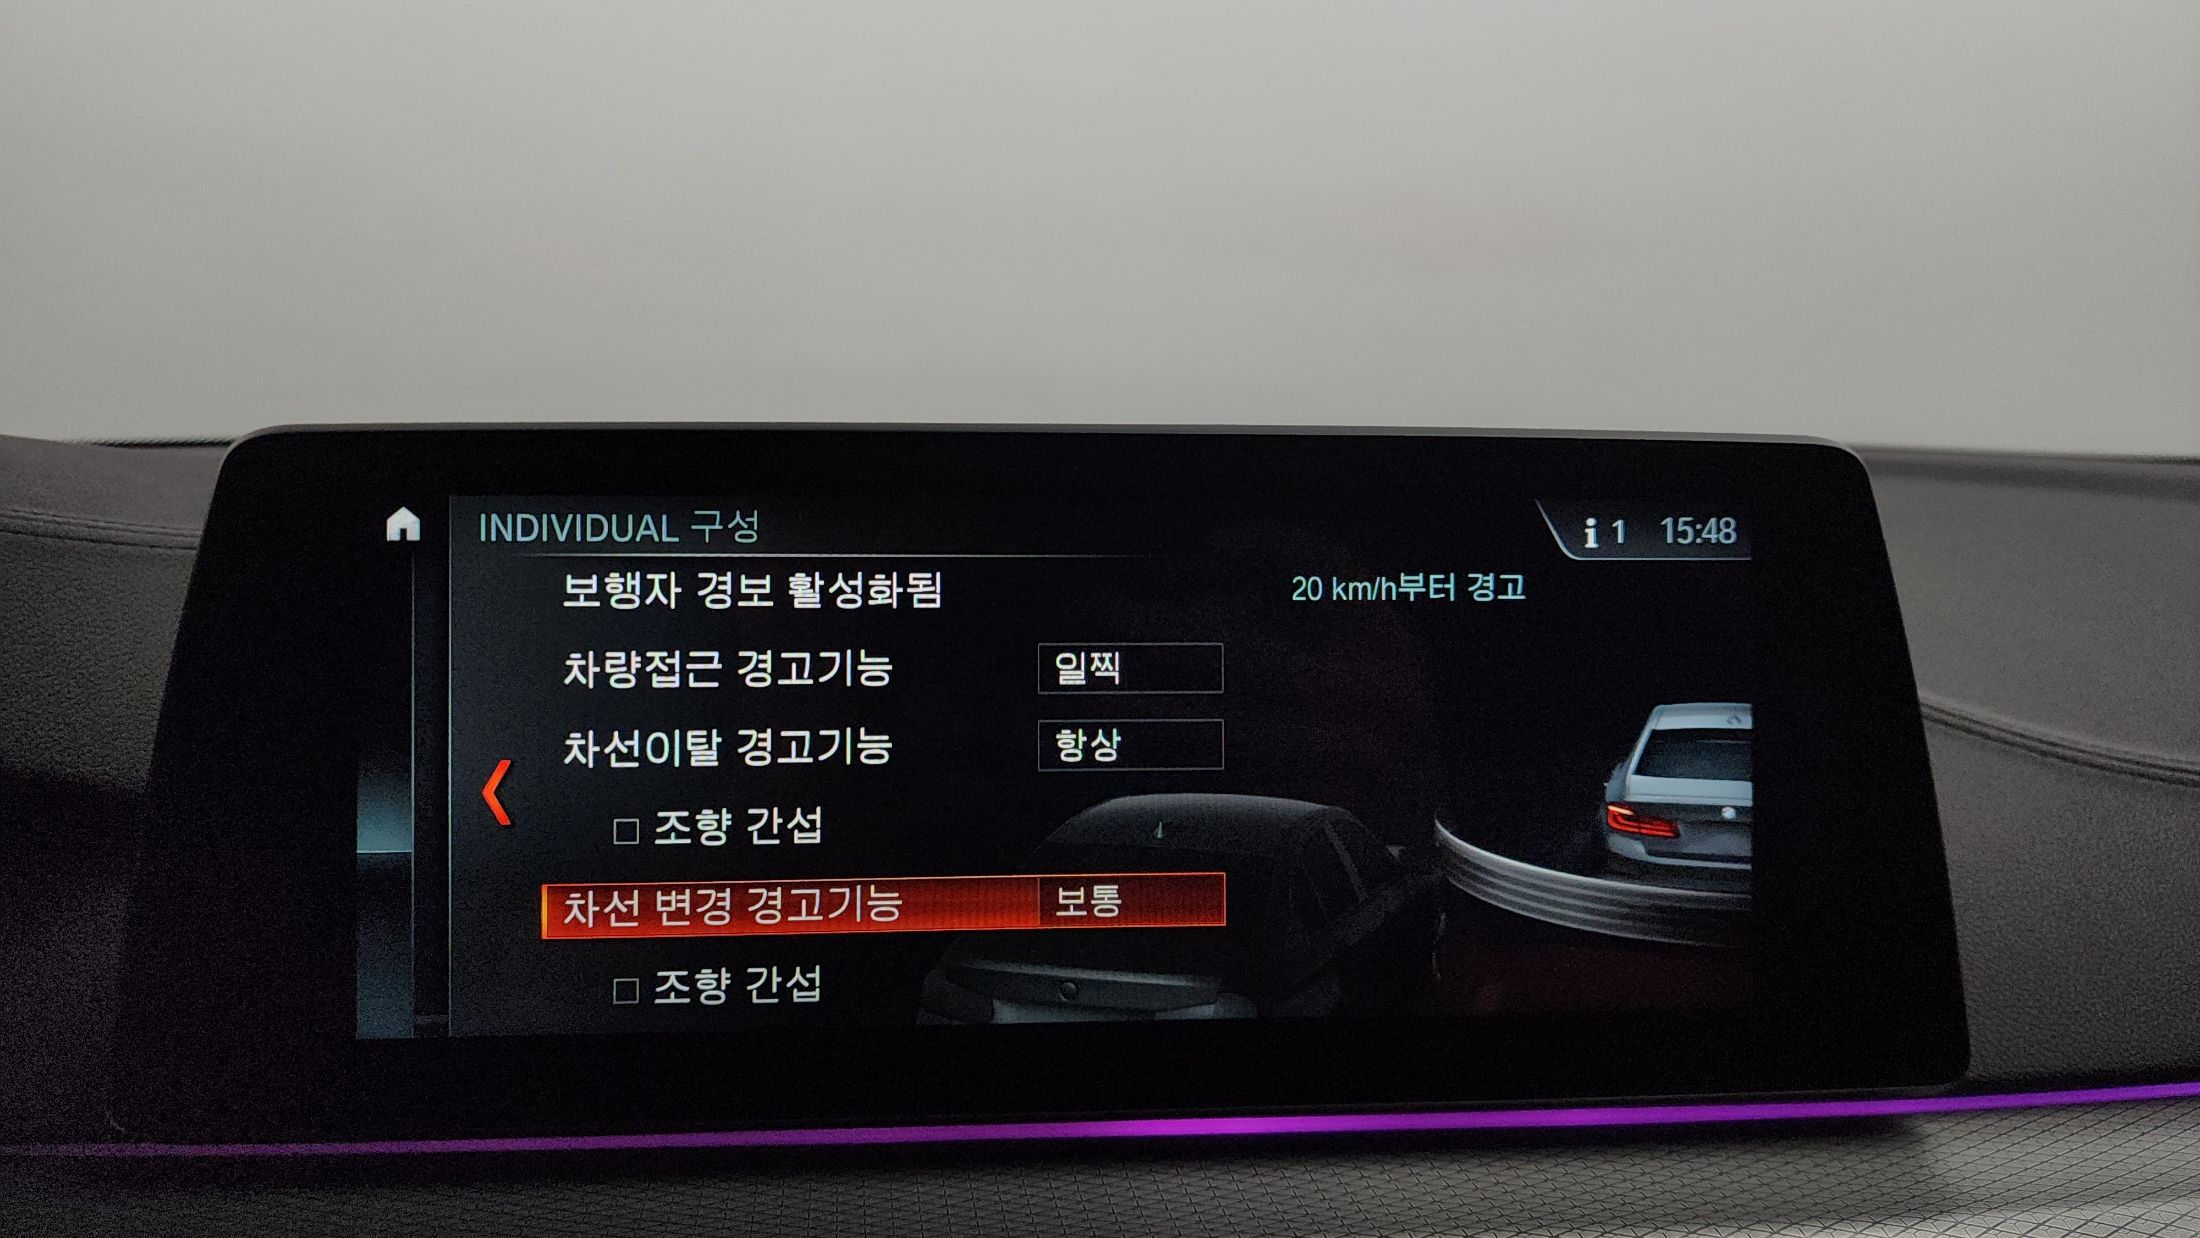 INDIVIDUAL 구성
i 1 15:48
보행자 경보 활성화됨
20 km/h부터 경고
차량접근 경고기능 일찍
차선이탈 경고기능 항상
조향 간섭
차선 변경 경고기능 보통
조향 간섭